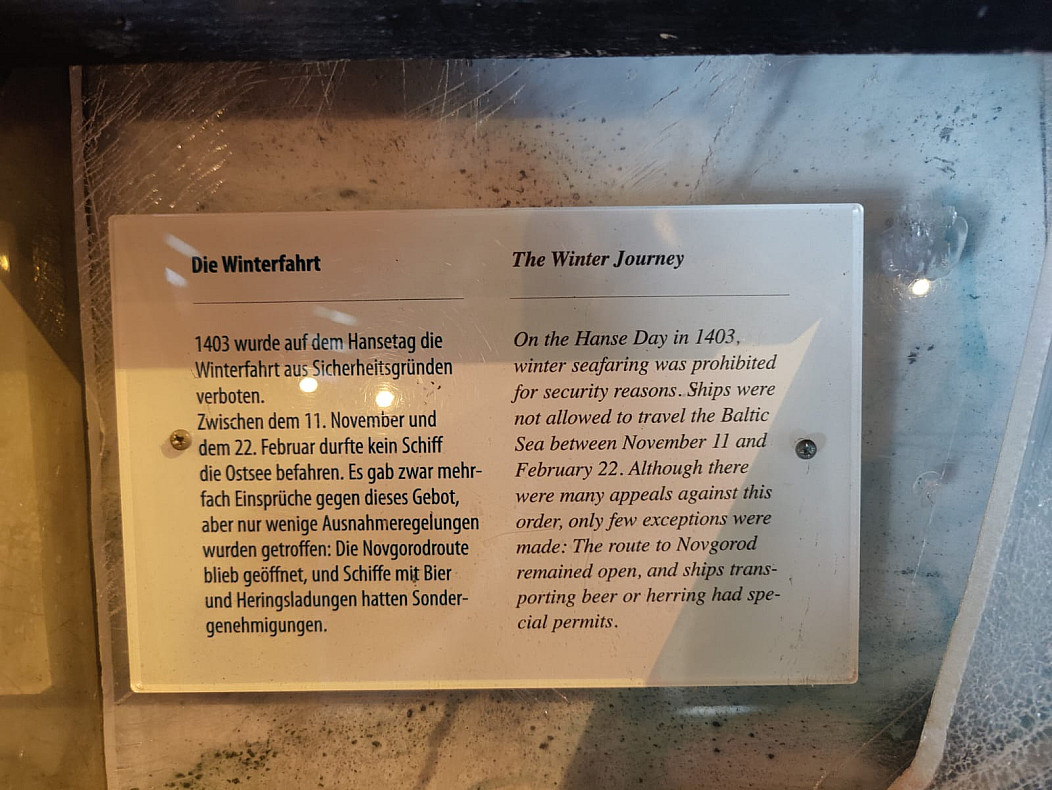 Die Winterfahrt
1403 wurde auf dem Hansetag die
Winterfahrt aus Sicherheitsgründen
verboten.
Zwischen dem 11. November und
dem 22. Februar durfte kein Schiff
die Ostsee befahren. Es gab zwar mehr-
fach Einsprüche gegen dieses Gebot,
aber nur wenige Ausnahmeregelungen
wurden getroffen: Die Novgorodroute
blieb geöffnet, und Schiffe mit Bier
und Heringsladungen hatten Sonder-
genehmigungen.
The Winter Journey
On the Hanse Day in 1403,
winter seafaring was prohibited
for security reasons. Ships were
not allowed to travel the Baltic
Sea between November 11 and
February 22. Although there
were many appeals against this
order, only few exceptions were
made: The route to Novgorod
remained open, and ships trans-
porting beer or herring had spe-
cial permits.